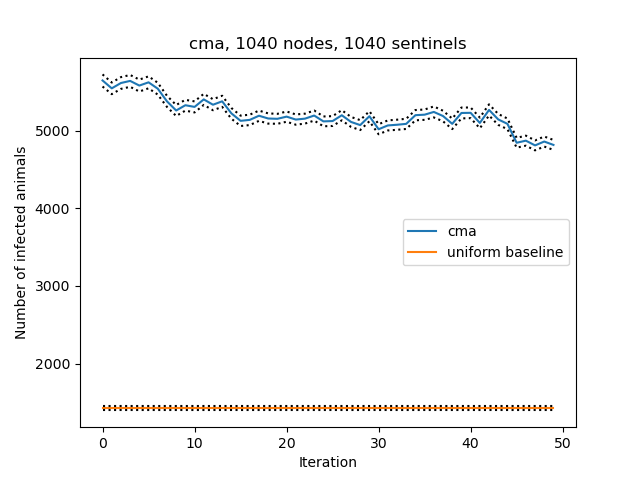 cma, 1040 nodes, 1040 sentinels
Number of infected animals
5000
4000
3000
2000
cma
uniform baseline
0 10 20 30 40 50
Iteration